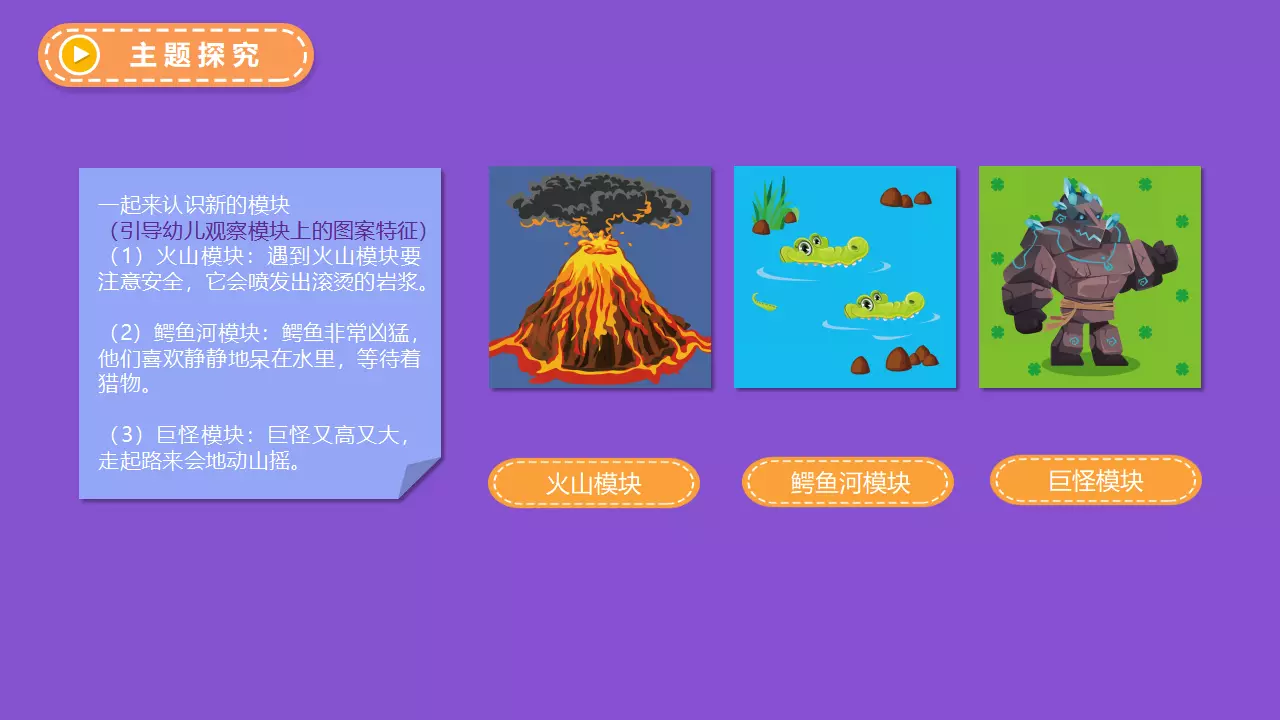 主题探究
一起来认识新的模块
（引导幼儿观察模块上的图案特征）
（1）火山模块：遇到火山模块要
注意安全，它会喷发出滚烫的岩浆。
（2）鳄鱼河模块：鳄鱼非常凶猛，
他们喜欢静静地呆在水里，等待着
猎物。
（3）巨怪模块：巨怪又高又大，
走起路来会地动山摇。
火山模块
鳄鱼河模块
巨怪模块